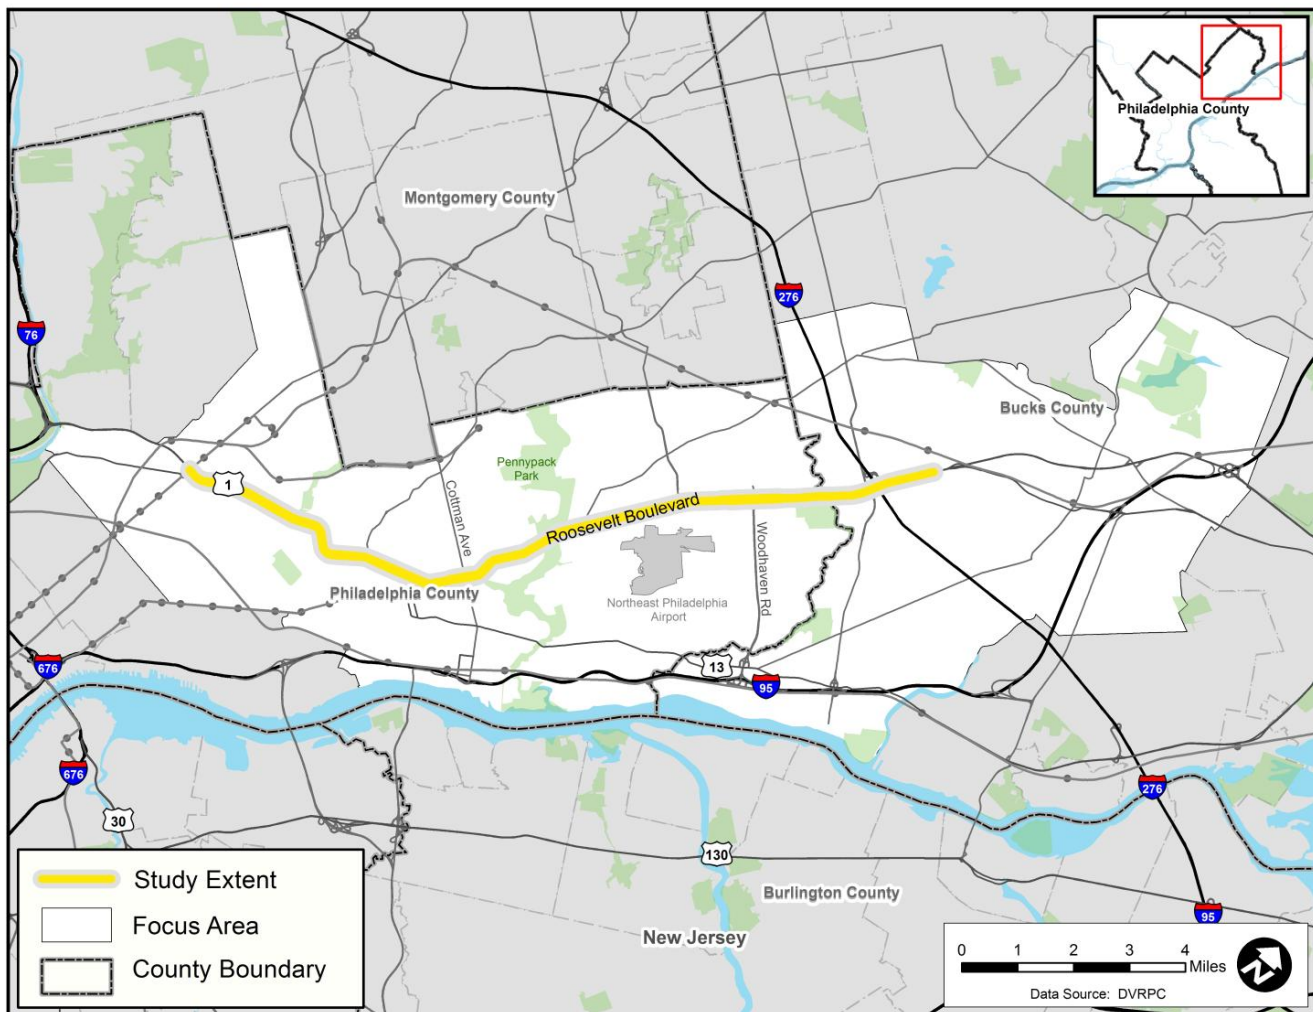 Philadelphia County
Montgomery County
276
76
Bucks County
1
Pennypack
Park
Cottman Ave
Roosevelt Boulevard
Woodhaven Rd
Philadelphia County
Northeast Philadelphia
Airport
676
13
95
676
276
30
130
Burlington County
95
New Jersey
Study Extent
Focus Area
County Boundary
0 1 2 3 4
Miles
N
Data Source: DVRPC